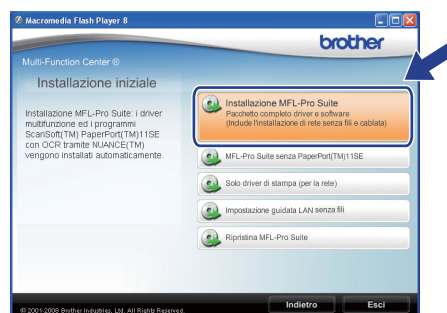 Macromedia Flash Player 8
brother
Multi-Function Center ®
Installazione iniziale
Installazione MFL-Pro Suite: i driver
multifunzione ed i programmi
ScanSoft(TM) PaperPort(TM)11SE
con OCR tramite NUANCE(TM)
vengono installati automaticamente.
Installazione MFL-Pro Suite
Pacchetto completo driver e software
(Include l'installazione di rete senza fili e cablata)
MFL-Pro Suite senza PaperPort(TM)11SE
Solo driver di stampa (per la rete)
Impostazione guidata LAN senza fili
Ripristina MFL-Pro Suite
Indietro
Esci
© 2001-2008 Brother Industries, Ltd. All Rights Reserved.